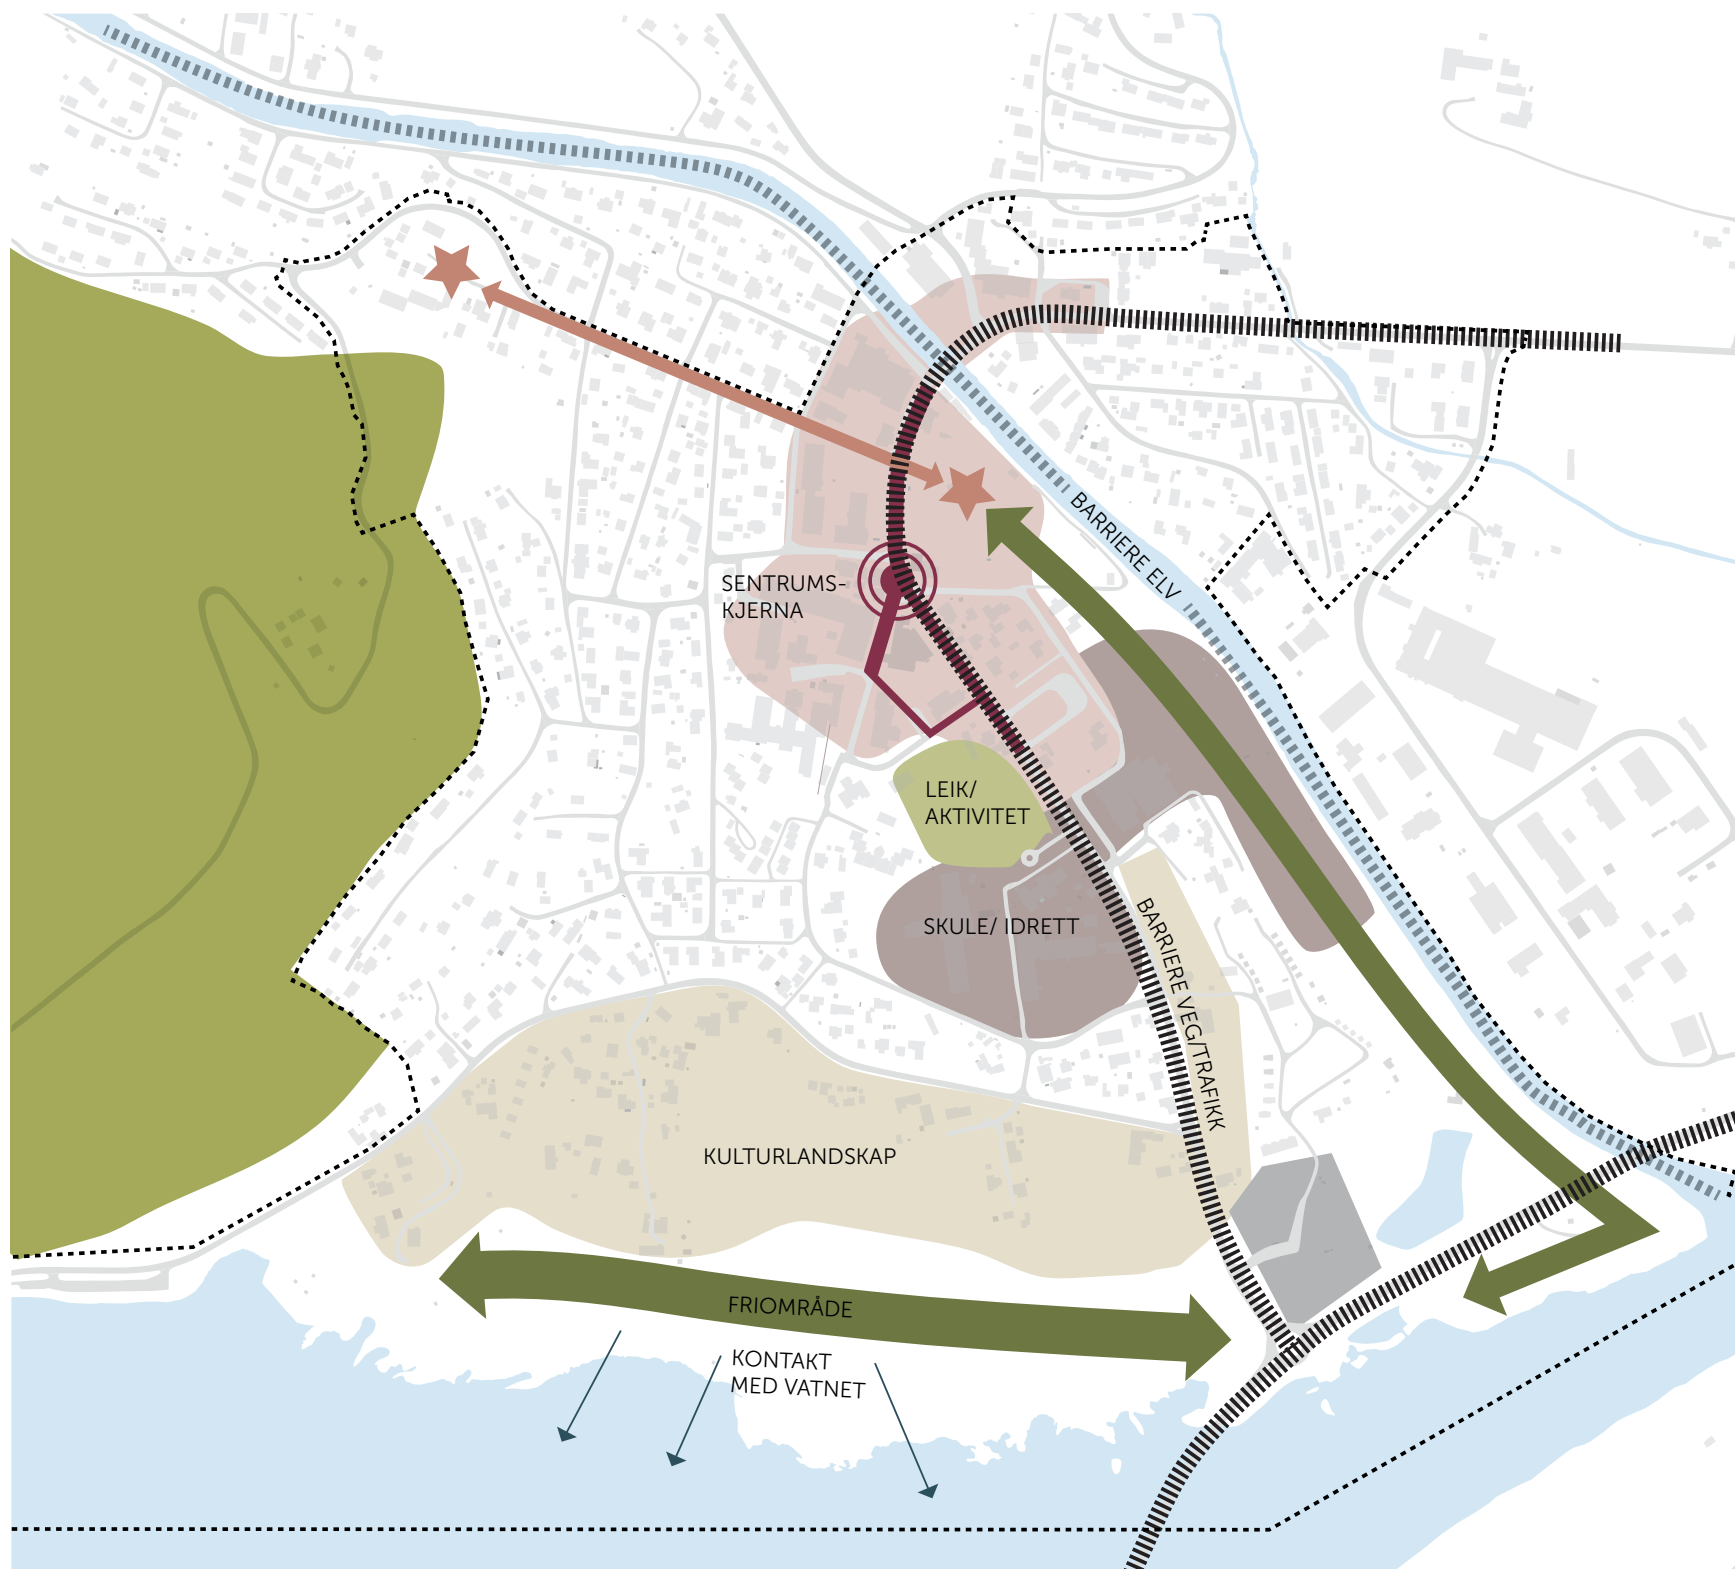 BARRIERE ELV
SENTRUMS-
KJERNA
LEIK/
AKTIVITET
SKULE/ IDRETT
BARRIERE VEG/TRAFIKK
KULTURLANDSKAP
FRIOMRÅDE
KONTAKT
MED VATNET